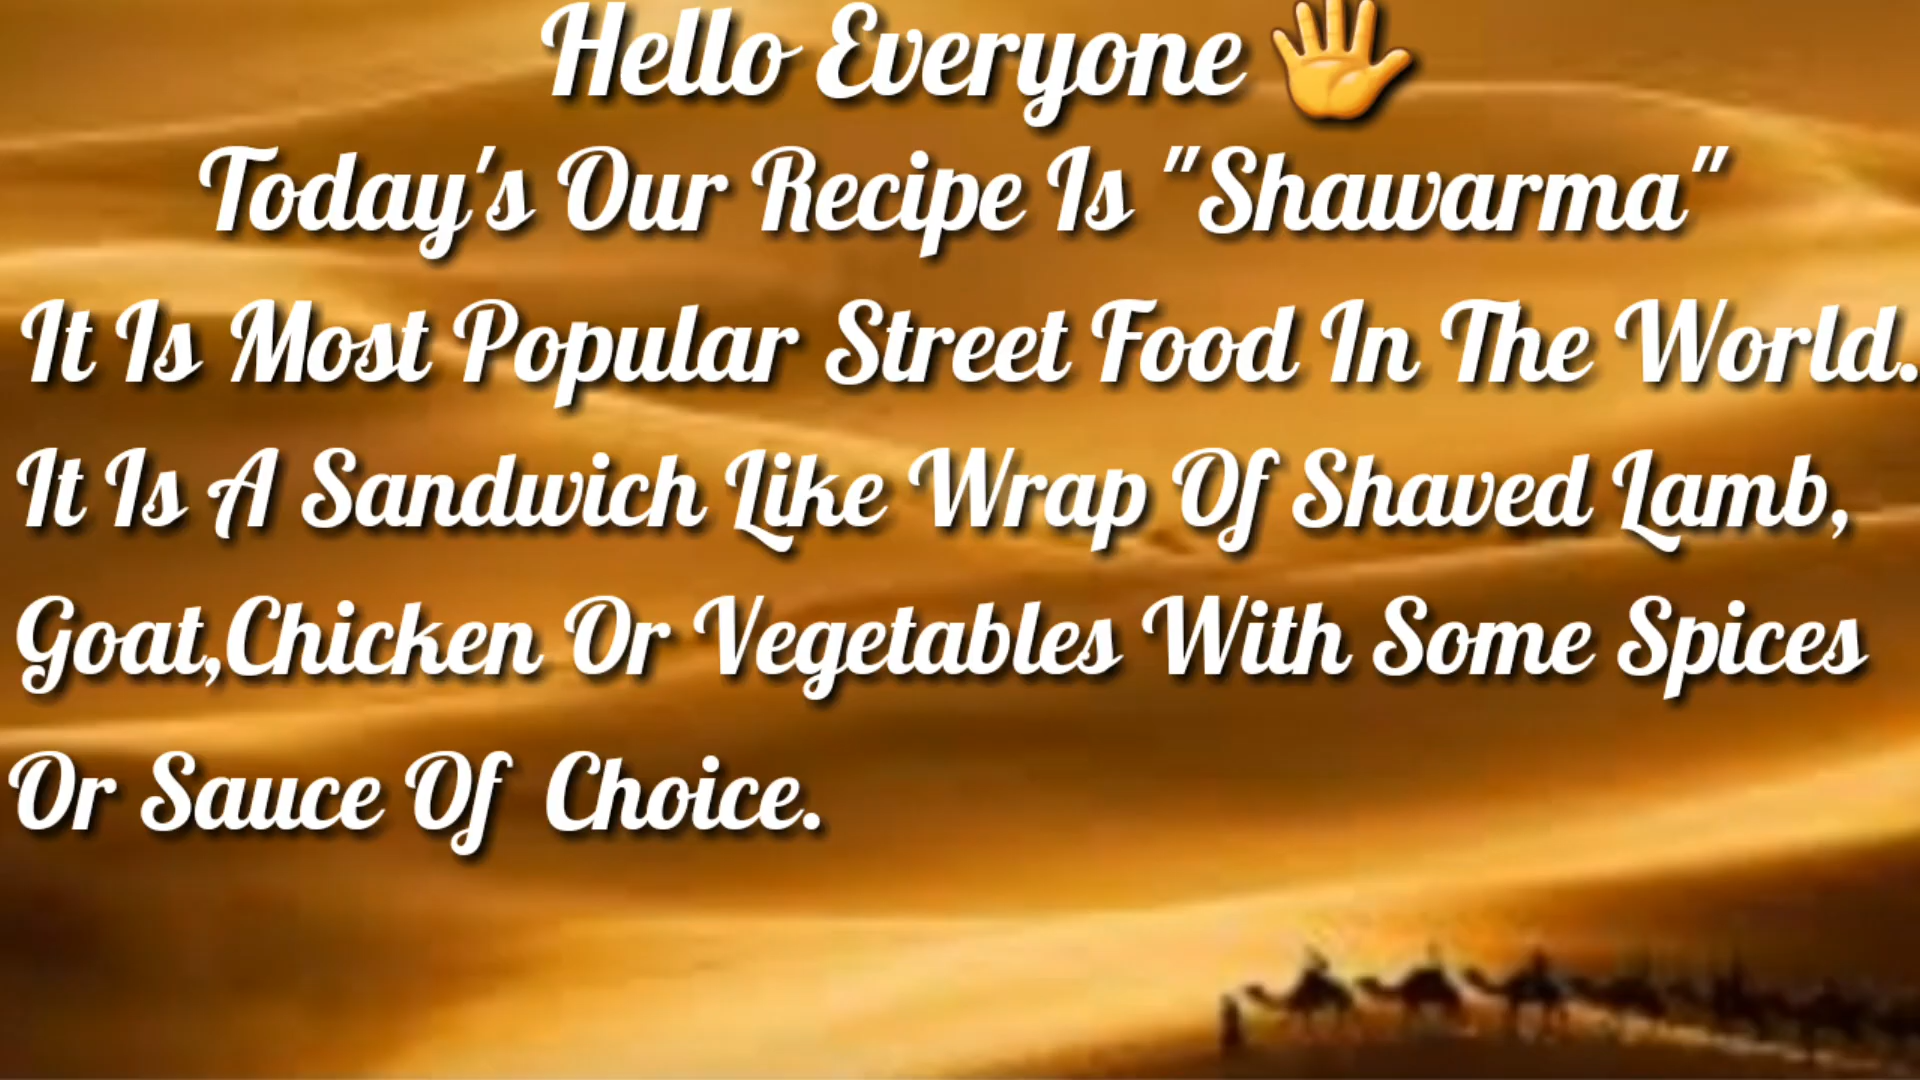 Hello Everyone 🖐
Today's Our Recipe Is "Shawarma"
It Is Most Popular Street Food In The World.
It Is A Sandwich Like Wrap Of Shaved Lamb,
Goat,Chicken Or Vegetables With Some Spices
Or Sauce Of Choice.